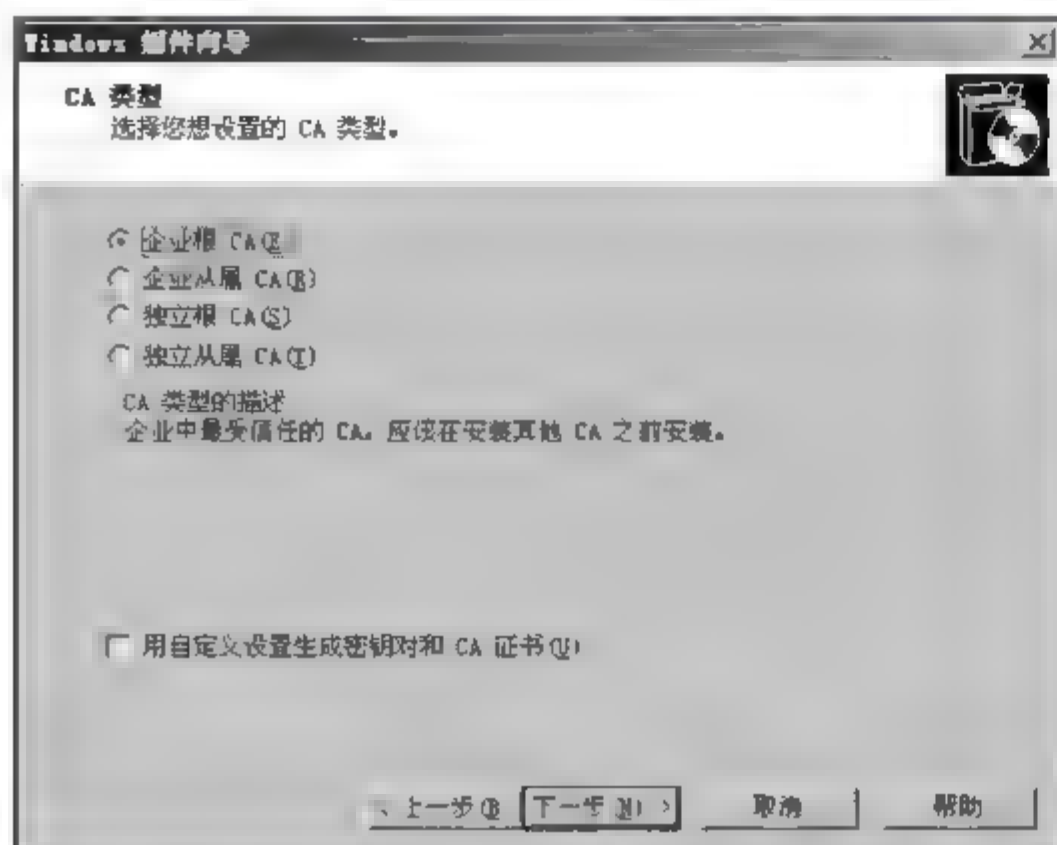 Windows 组件向导
CA 类型
选择您想设置的 CA 类型。
企业根 CA(E)
企业从属 CA(B)
独立根 CA(S)
独立从属 CA(T)
CA 类型的描述
企业中最受信任的 CA。应该在安装其他 CA 之前安装。
用自定义设置生成密钥对和 CA 证书(U)
< 上一步(B) 下一步(N) > 取消 帮助